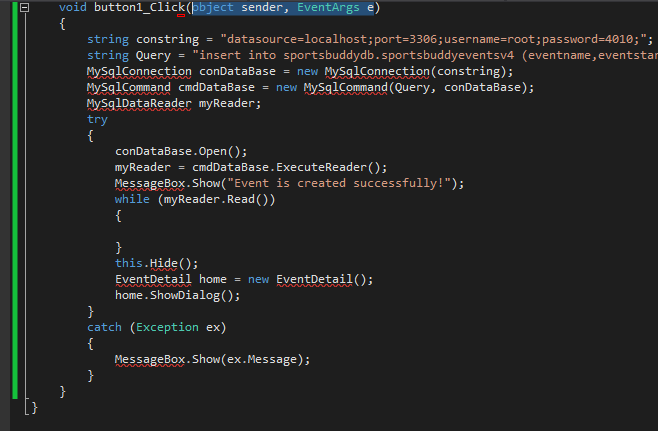 void button1_Click(object sender, EventArgs e)
{
string constring = "datasource=localhost;port=3306;username=root;password=4010;";
string Query = "insert into sportsbuddydb.sportsbuddyeventsv4 (eventname,eventstar
MySqlConnection conDataBase = new MySqlConnection(constring);
MySqlCommand cmdDataBase = new MySqlCommand(Query, conDataBase);
MySqlDataReader myReader;
try
{
conDataBase.Open();
myReader = cmdDataBase.ExecuteReader();
MessageBox.Show("Event is created successfully!");
while (myReader.Read())
{
}
this.Hide();
EventDetail home = new EventDetail();
home.ShowDialog();
}
catch (Exception ex)
{
MessageBox.Show(ex.Message);
}
}
}